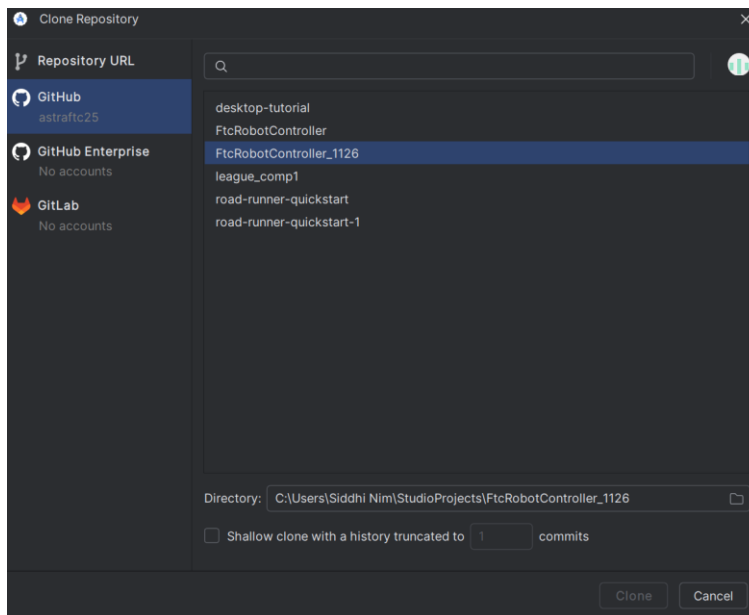 Clone Repository
Repository URL
GitHub
astraftc25
GitHub Enterprise
No accounts
GitLab
No accounts
desktop-tutorial
FtcRobotController
FtcRobotController_1126
league_comp1
road-runner-quickstart
road-runner-quickstart-1
Directory: C:\Users\Siddhi Nim\StudioProjects\FtcRobotController_1126
Shallow clone with a history truncated to 1 commits
Clone Cancel